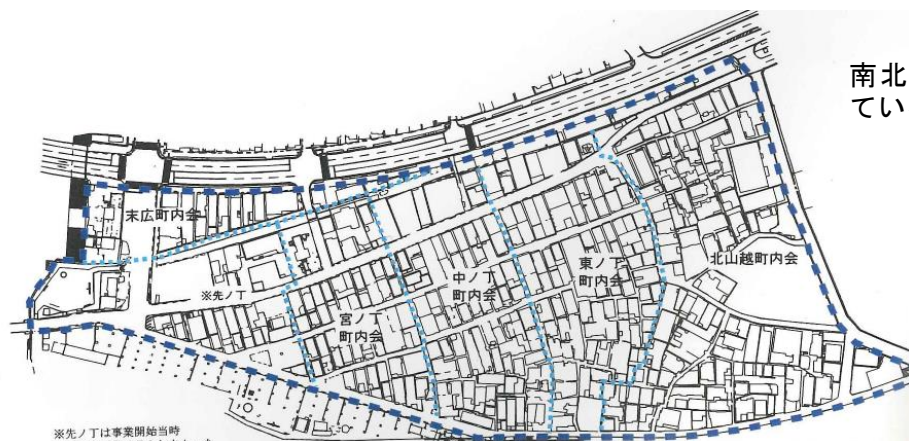 南北
てい
末広町内会
※先ノ丁
宮ノ丁
町内会
中ノ丁
町内会
東ノ丁
町内会
北山越町内会
※先ノ丁は事業開始当時